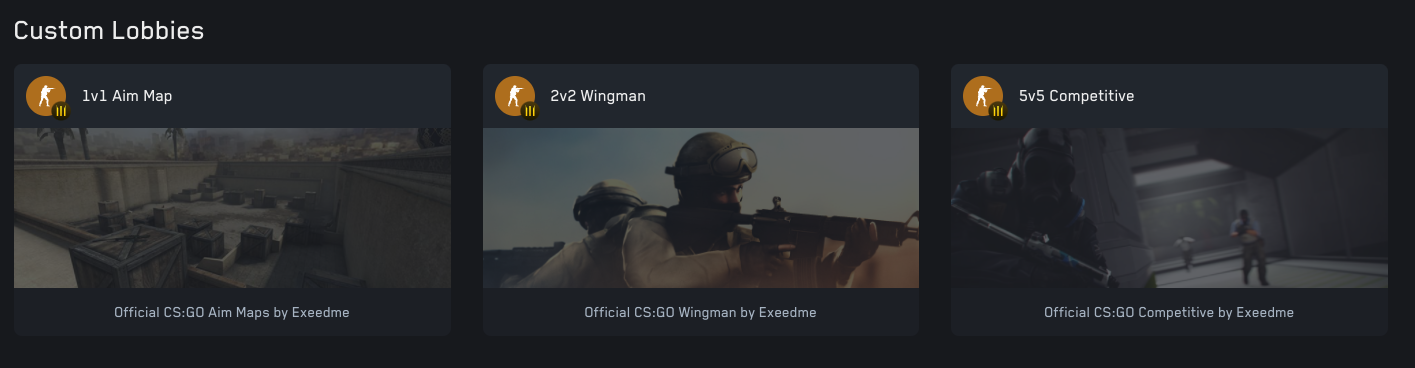 Custom Lobbies
1v1 Aim Map
2v2 Wingman
5v5 Competitive
Official CS:GO Aim Maps by Exeedme
Official CS:GO Wingman by Exeedme
Official CS:GO Competitive by Exeedme